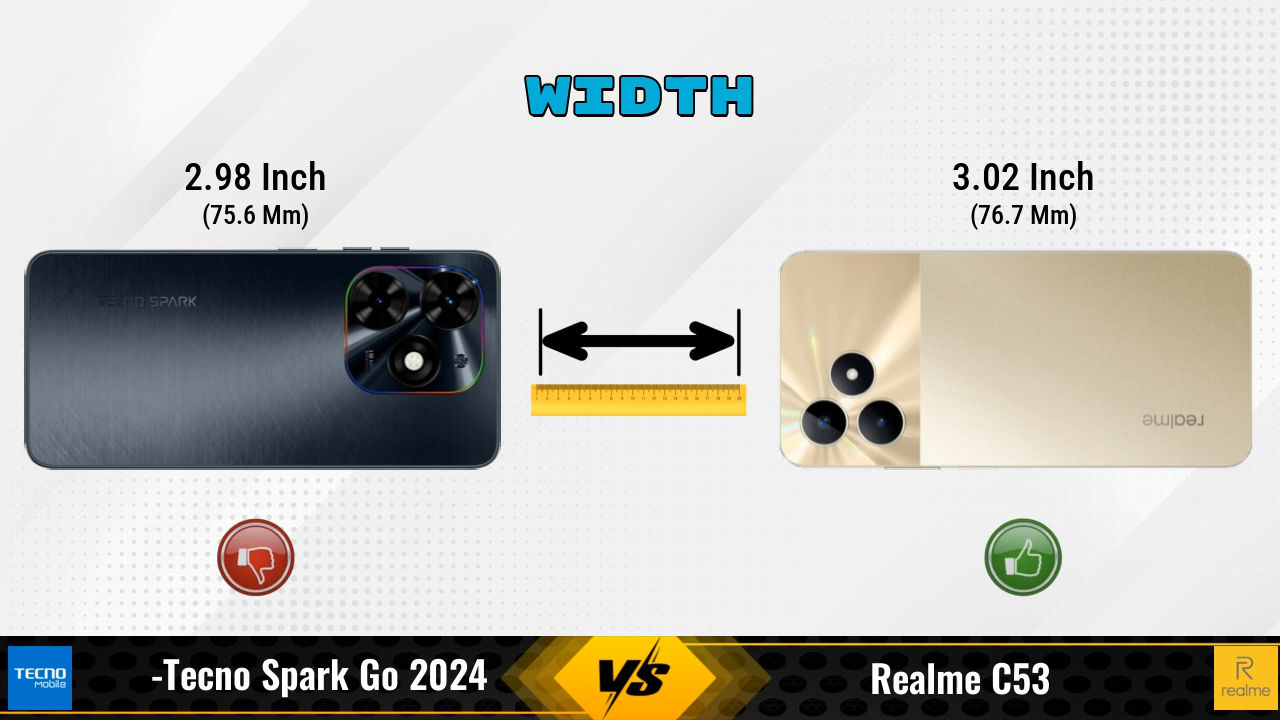 WIDTH
2.98 Inch
(75.6 Mm)
3.02 Inch
(76.7 Mm)
TECNO SPARK
realme
-Tecno Spark Go 2024
VS
Realme C53
TECNO
Mobile
R
realme